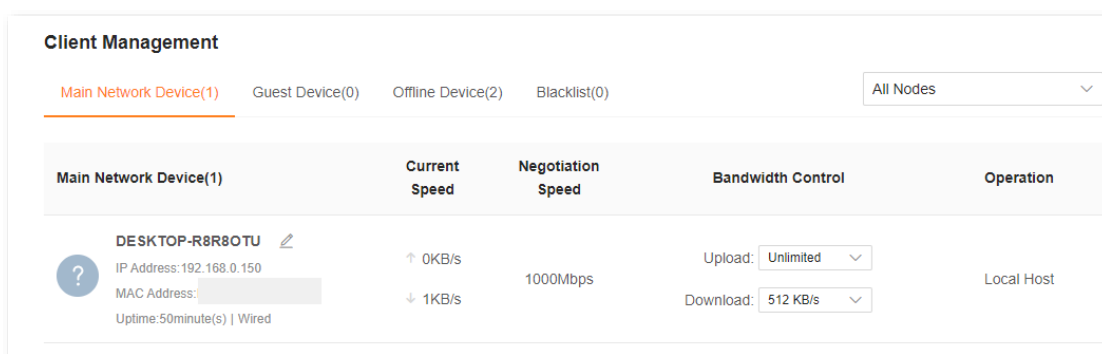 Client Management
Main Network Device(1) Guest Device(0) Offline Device(2) Blacklist(0) All Nodes
Main Network Device(1) Current Speed Negotiation Speed Bandwidth Control Operation
DESKTOP-R8R8OTU
IP Address:192.168.0.150
MAC Address:
Uptime:50minute(s) | Wired
↑ 0KB/s
↓ 1KB/s
1000Mbps
Upload: Unlimited
Download: 512 KB/s
Local Host